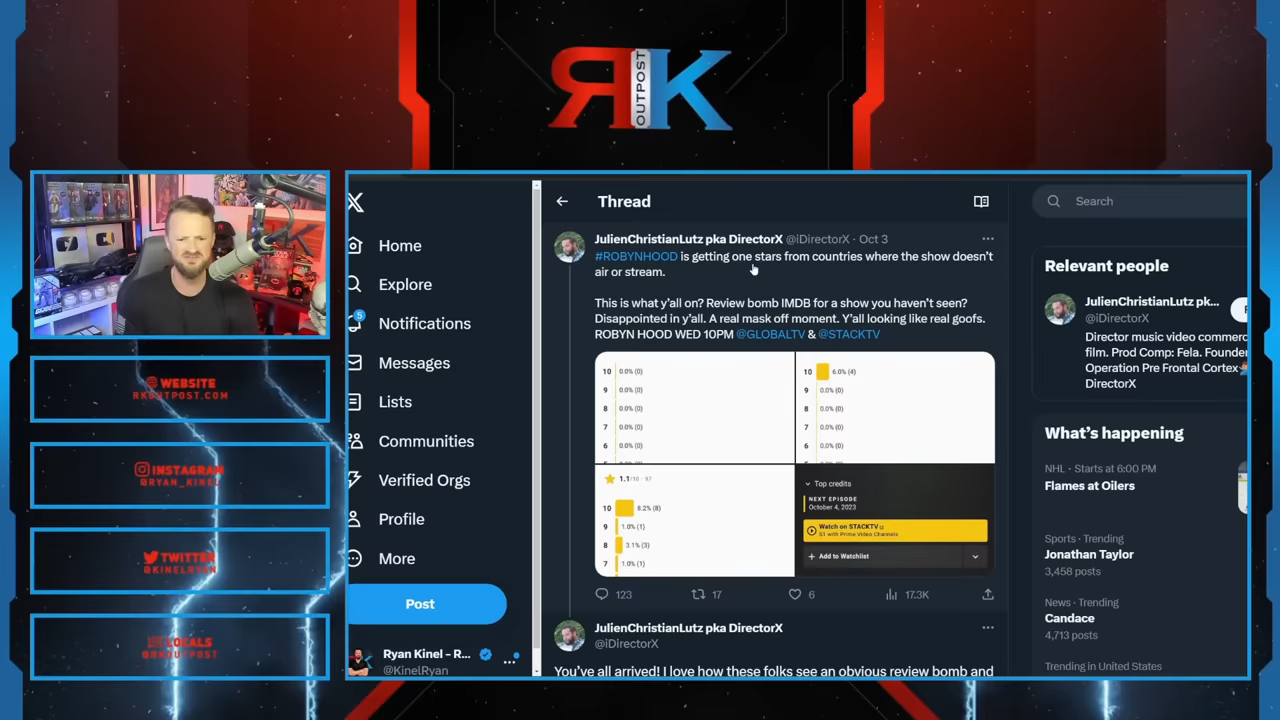 RK
OUTPOST
WEBSITE
RKOUTPOST.COM
INSTAGRAM
@RYAN_KINEL
TWITTER
@KINELRYAN
LOCALS
@RKOUTPOST
Home
Explore
5
Notifications
Messages
Lists
Communities
Verified Orgs
Profile
More
Post
Ryan Kinel – R...
@KinelRyan
Thread
JulienChristianLutz pka DirectorX @iDirectorX · Oct 3
#ROBYNHOOD is getting one stars from countries where the show doesn't
air or stream.
This is what y'all on? Review bomb IMDB for a show you haven't seen?
Disappointed in y'all. A real mask off moment. Y'all looking like real goofs.
ROBYN HOOD WED 10PM @GLOBALTV & @STACKTV
10 0.0% (0)
9 0.0% (0)
8 0.0% (0)
7 0.0% (0)
6 0.0% (0)
10 6.0% (4)
9 0.0% (0)
8 0.0% (0)
7 0.0% (0)
6 0.0% (0)
1.1/10 · 97
10 8.2% (8)
9 1.0% (1)
8 3.1% (3)
7 1.0% (1)
Top credits
NEXT EPISODE
October 4, 2023
Watch on STACKTV
S1 with Prime Video Channels
+ Add to Watchlist
123 17 6 17.3K
JulienChristianLutz pka DirectorX
@iDirectorX
You've all arrived! I love how these folks see an obvious review bomb and
Search
Relevant people
JulienChristianLutz pk...
@iDirectorX
Director music video commerc
film. Prod Comp: Fela. Founder
Operation Pre Frontal Cortex
DirectorX
What's happening
NHL · Starts at 6:00 PM
Flames at Oilers
Sports · Trending
Jonathan Taylor
3,458 posts
News · Trending
Candace
4,713 posts
Trending in United States